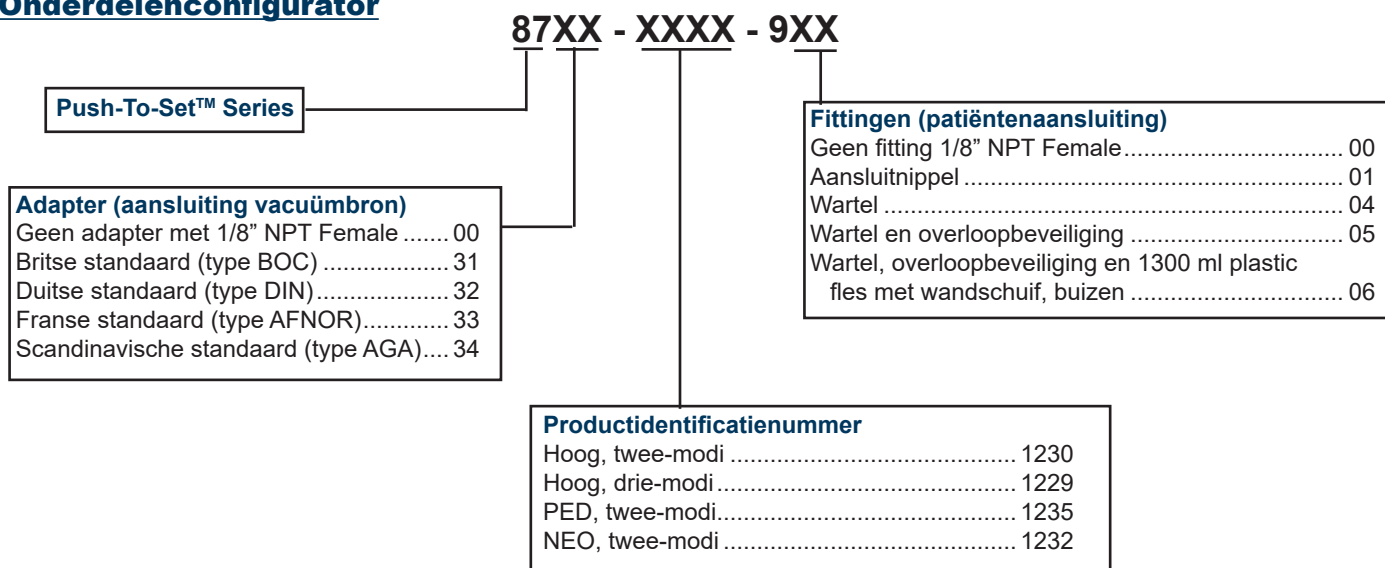 Onderdelenconfigurator
87XX - XXXX - 9XX
Push-To-Set™ Series
Adapter (aansluiting vacuümbron)
Geen adapter met 1/8” NPT Female ....... 00
Britse standaard (type BOC) .................... 31
Duitse standaard (type DIN)..................... 32
Franse standaard (type AFNOR)............. 33
Scandinavische standaard (type AGA).... 34
Fittingen (patiëntenaansluiting)
Geen fitting 1/8” NPT Female................................... 00
Aansluitnippel ............................................................. 01
Wartel .......................................................................... 04
Wartel en overloopbeveiliging .................................. 05
Wartel, overloopbeveiliging en 1300 ml plastic
fles met wandschuif, buizen .................................. 06
Productidentificatienummer
Hoog, twee-modi .............................................. 1230
Hoog, drie-modi................................................ 1229
PED, twee-modi................................................ 1235
NEO, twee-modi ............................................... 1232